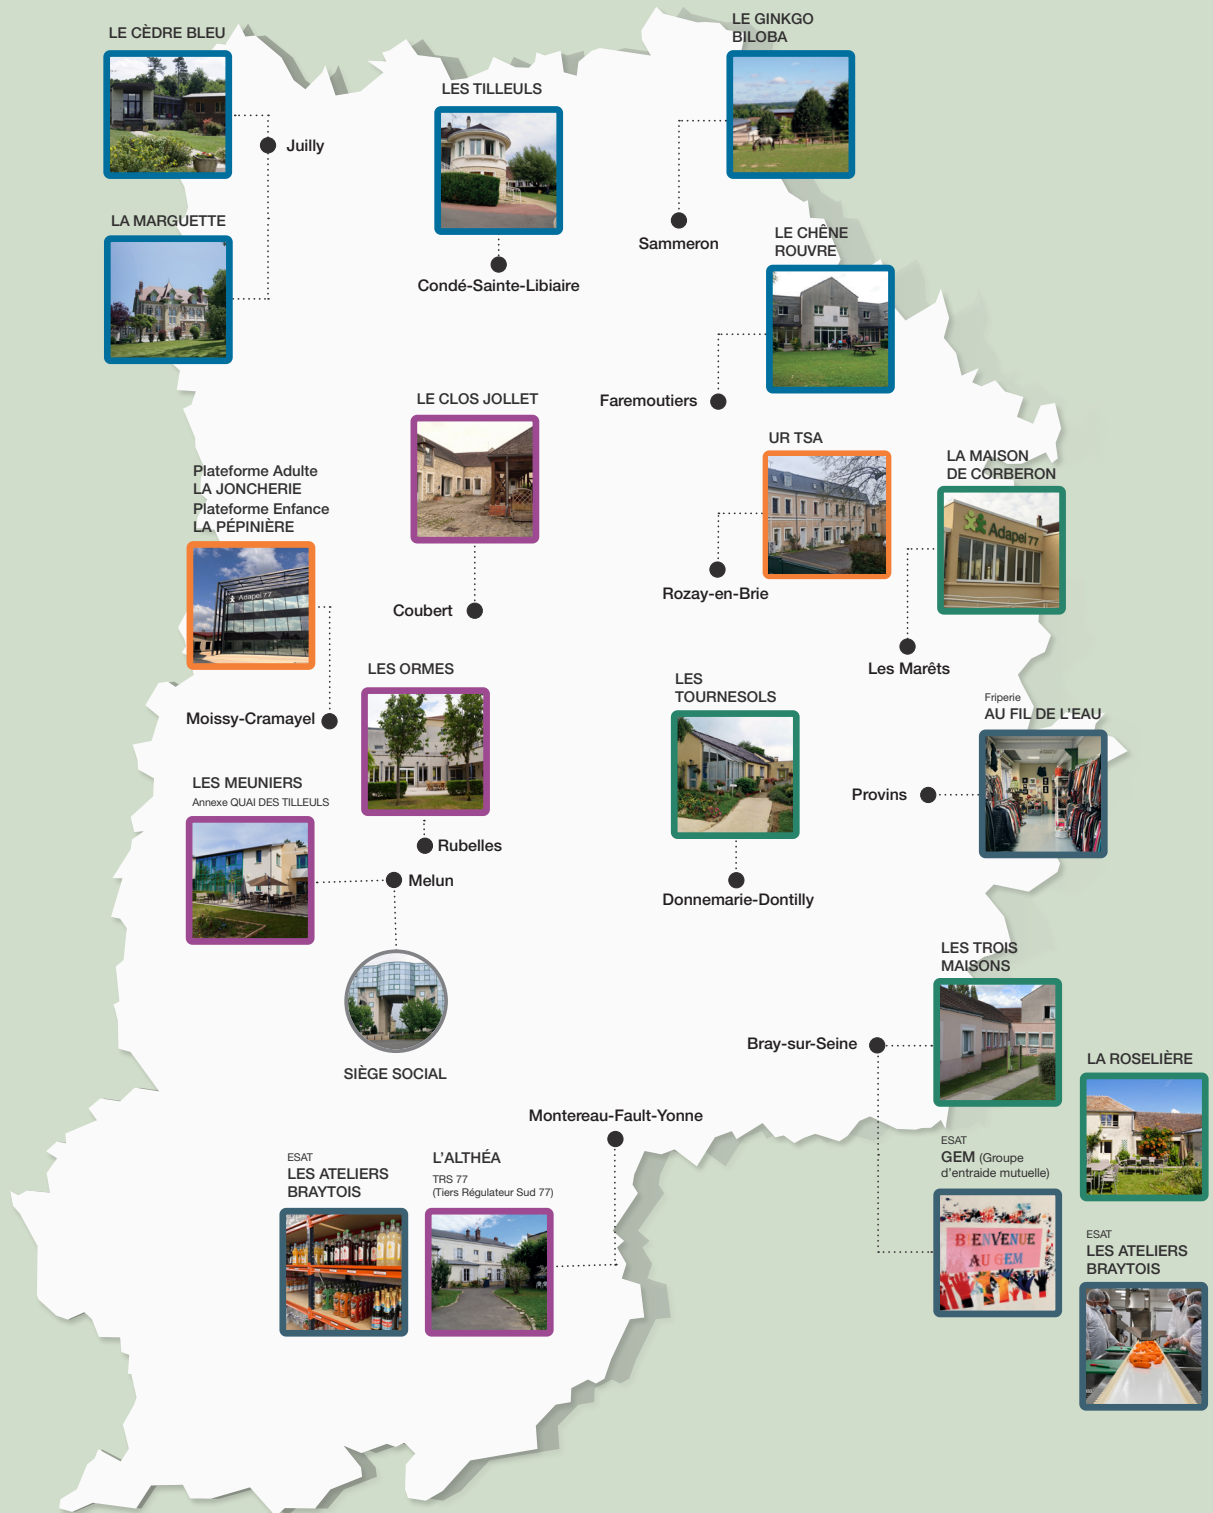 LE CÈDRE BLEU
LE GINKGO
BILOBA
LES TILLEULS
Juilly
LA MARGUETTE
Sammeron
LE CHÊNE
ROUVRE
Condé-Sainte-Libiaire
LE CLOS JOLLET
Faremoutiers
UR TSA
LA MAISON
DE CORBERON
Adapei 77
Plateforme Adulte
LA JONCHERIE
Plateforme Enfance
LA PÉPINIÈRE
Adapei 77
Rozay-en-Brie
Coubert
Les Marêts
LES ORMES
LES
TOURNESOLS
Friperie
AU FIL DE L'EAU
Moissy-Cramayel
LES MEUNIERS
Annexe QUAI DES TILLEULS
Provins
Rubelles
Melun
Donnemarie-Dontilly
LES TROIS
MAISONS
Bray-sur-Seine
LA ROSELIÈRE
SIÈGE SOCIAL
Montereau-Fault-Yonne
ESAT
GEM (Groupe
d'entraide mutuelle)
BIENVENUE
AU GEM
ESAT
LES ATELIERS
BRAYTOIS
L'ALTHÉA
TRS 77
(Tiers Régulateur Sud 77)
ESAT
LES ATELIERS
BRAYTOIS